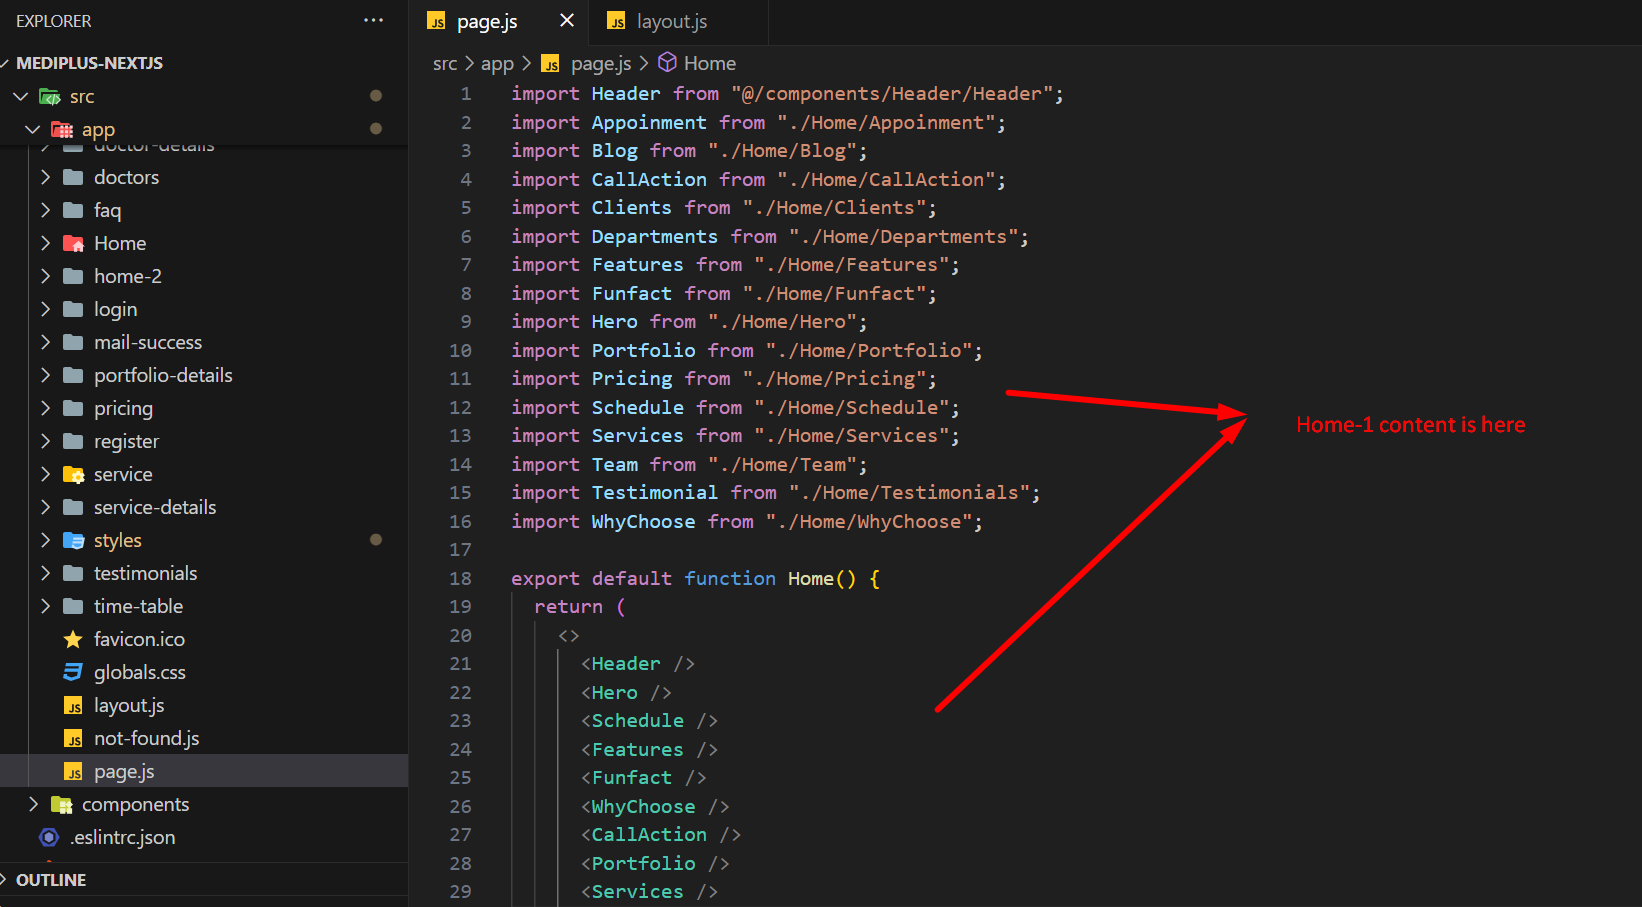 EXPLORER
···
MEDIPLUS-NEXTJS
src
app
doctor-details
doctors
faq
Home
home-2
login
mail-success
portfolio-details
pricing
register
service
service-details
styles
testimonials
time-table
favicon.ico
globals.css
layout.js
not-found.js
page.js
components
.eslintrc.json
OUTLINE
JS page.js
JS layout.js
src > app > JS page.js > Home
1 import Header from "@/components/Header/Header";
2 import Appoinment from "./Home/Appoinment";
3 import Blog from "./Home/Blog";
4 import CallAction from "./Home/CallAction";
5 import Clients from "./Home/Clients";
6 import Departments from "./Home/Departments";
7 import Features from "./Home/Features";
8 import Funfact from "./Home/Funfact";
9 import Hero from "./Home/Hero";
10 import Portfolio from "./Home/Portfolio";
11 import Pricing from "./Home/Pricing";
12 import Schedule from "./Home/Schedule";
13 import Services from "./Home/Services";
14 import Team from "./Home/Team";
15 import Testimonial from "./Home/Testimonials";
16 import WhyChoose from "./Home/WhyChoose";
17
18 export default function Home() {
19 return (
20 <>
21 <Header />
22 <Hero />
23 <Schedule />
24 <Features />
25 <Funfact />
26 <WhyChoose />
27 <CallAction />
28 <Portfolio />
29 <Services />
Home-1 content is here